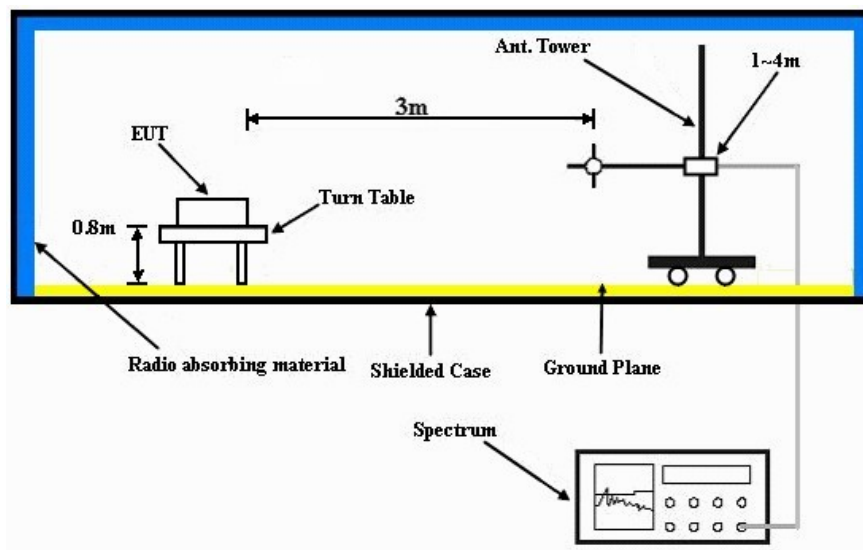 Ant. Tower
1~4m
3m
EUT
Turn Table
0.8m
Radio absorbing material
Shielded Case
Ground Plane
Spectrum